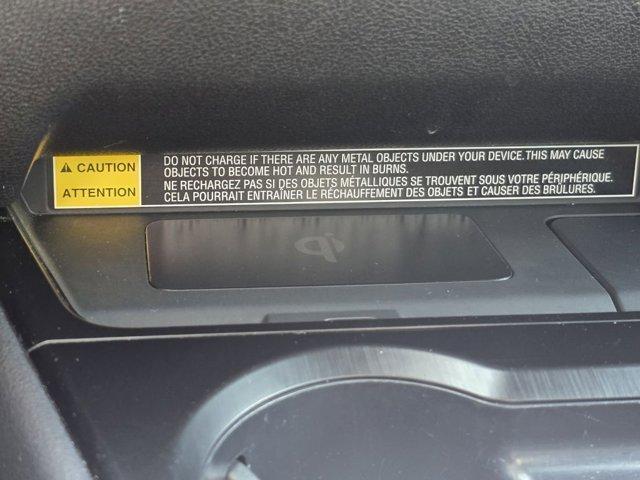 CAUTION
ATTENTION
DO NOT CHARGE IF THERE ARE ANY METAL OBJECTS UNDER YOUR DEVICE. THIS MAY CAUSE
OBJECTS TO BECOME HOT AND RESULT IN BURNS.
NE RECHARGEZ PAS SI DES OBJETS MÉTALLIQUES SE TROUVENT SOUS VOTRE PÉRIPHÉRIQUE.
CELA POURRAIT ENTRAÎNER LE RÉCHAUFFEMENT DES OBJETS ET CAUSER DES BRÛLURES.
qi